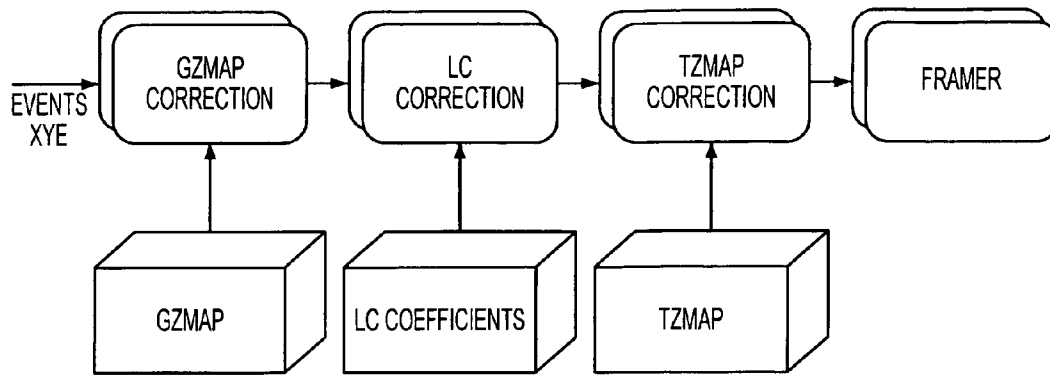 EVENTS
XYE
GZMAP
CORRECTION
LC
CORRECTION
TZMAP
CORRECTION
FRAMER
GZMAP
LC COEFFICIENTS
TZMAP